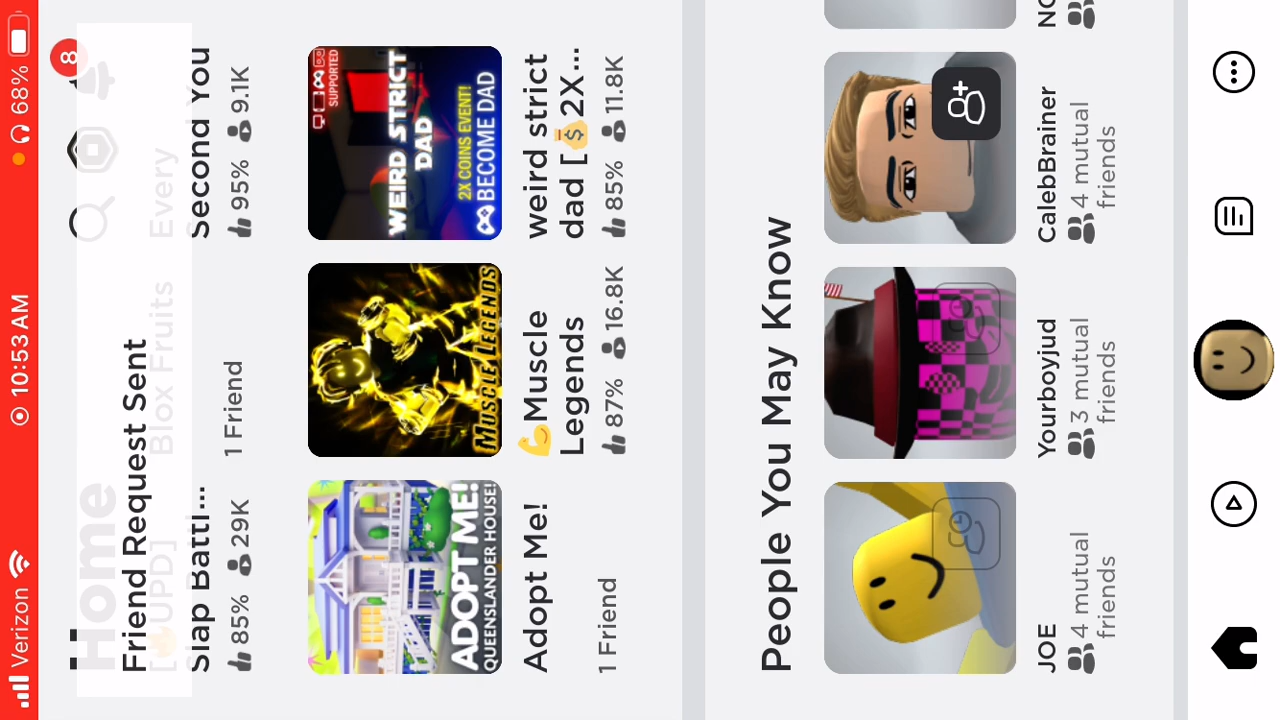 Verizon
10:53 AM
68%
Home
8
Friend Request Sent
[ UPD]
Blox Fruits
Every
Slap Battl...
Second You
85% 29K
1 Friend
95% 9.1K
ADOPT ME!
QUEENSLANDER HOUSE!
MUSCLE LEGENDS
SUPPORTED
WEIRD STRICT
DAD
2X COINS EVENT!
BECOME DAD
Adopt Me!
1 Friend
💪Muscle
Legends
87% 16.8K
weird strict
dad [💰2X...
85% 11.8K
People You May Know
JOE
4 mutual
friends
Yourboyjud
3 mutual
friends
CalebBrainer
4 mutual
friends